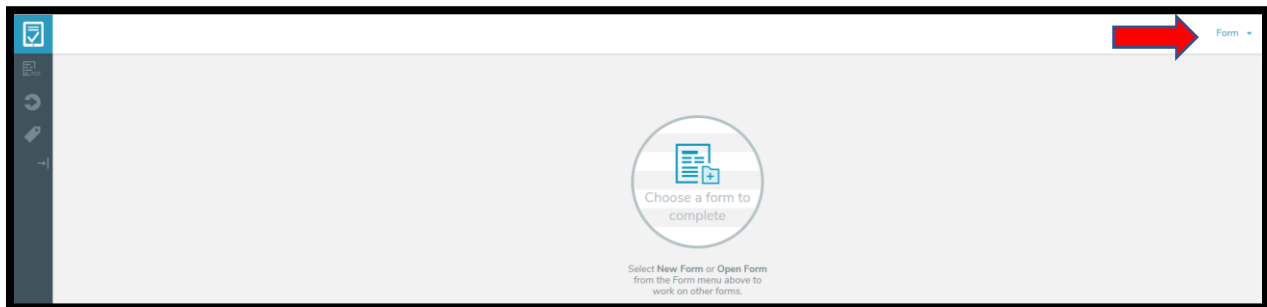 Form
Choose a form to
complete
Select New Form or Open Form
from the Form menu above to
work on other forms.